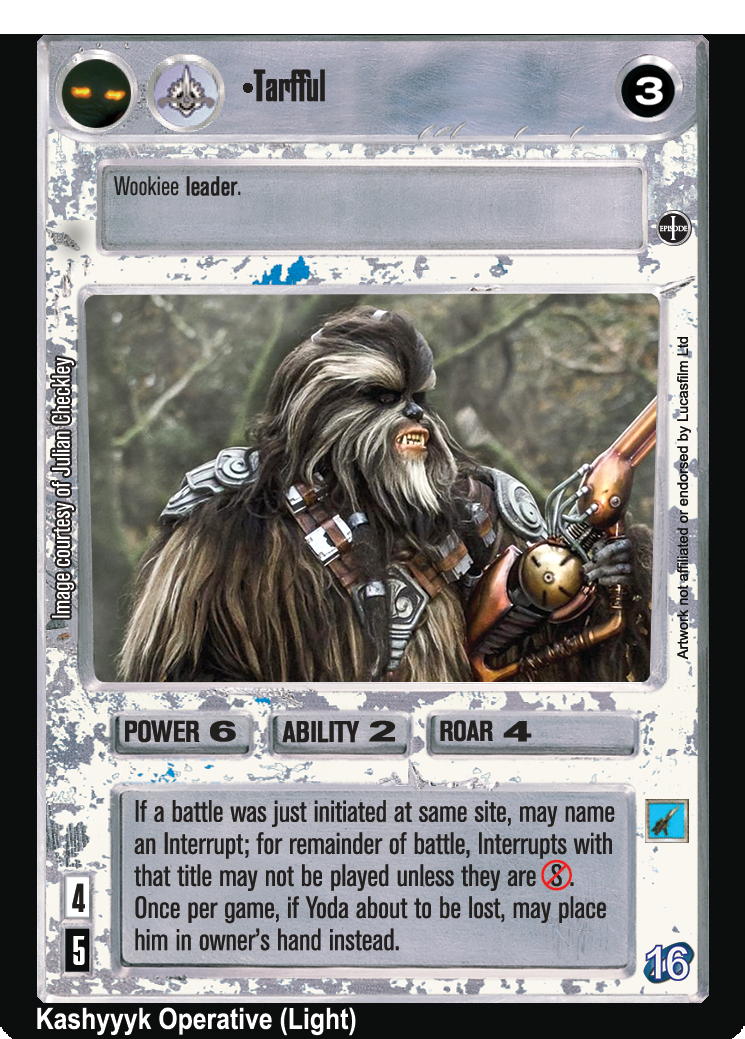 •Tarfful
3
Wookiee leader.
EPISODE I
Image courtesy of Julian Checkley
Artwork not affiliated or endorsed by Lucasfilm Ltd
POWER 6 ABILITY 2 ROAR 4
If a battle was just initiated at same site, may name
an Interrupt; for remainder of battle, Interrupts with
that title may not be played unless they are 8.
Once per game, if Yoda about to be lost, may place
him in owner's hand instead.
4
5
16
Kashyyyk Operative (Light)